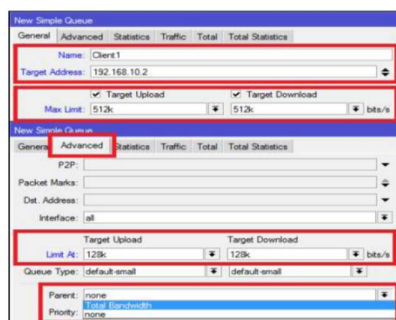 New Simple Queue
General Advanced Statistics Traffic Total Total Statistics
Name: Client1
Target Address: 192.168.10.2
Target Upload Target Download
Max Limit: 512k 512k bits/s
New Simple Queue
General Advanced Statistics Traffic Total Total Statistics
P2P:
Packet Marks:
Dst. Address:
Interface: all
Target Upload Target Download
Limit At: 128k 128k bits/s
Queue Type: default-small default-small
Parent: none
Total Bandwidth
Priority: none